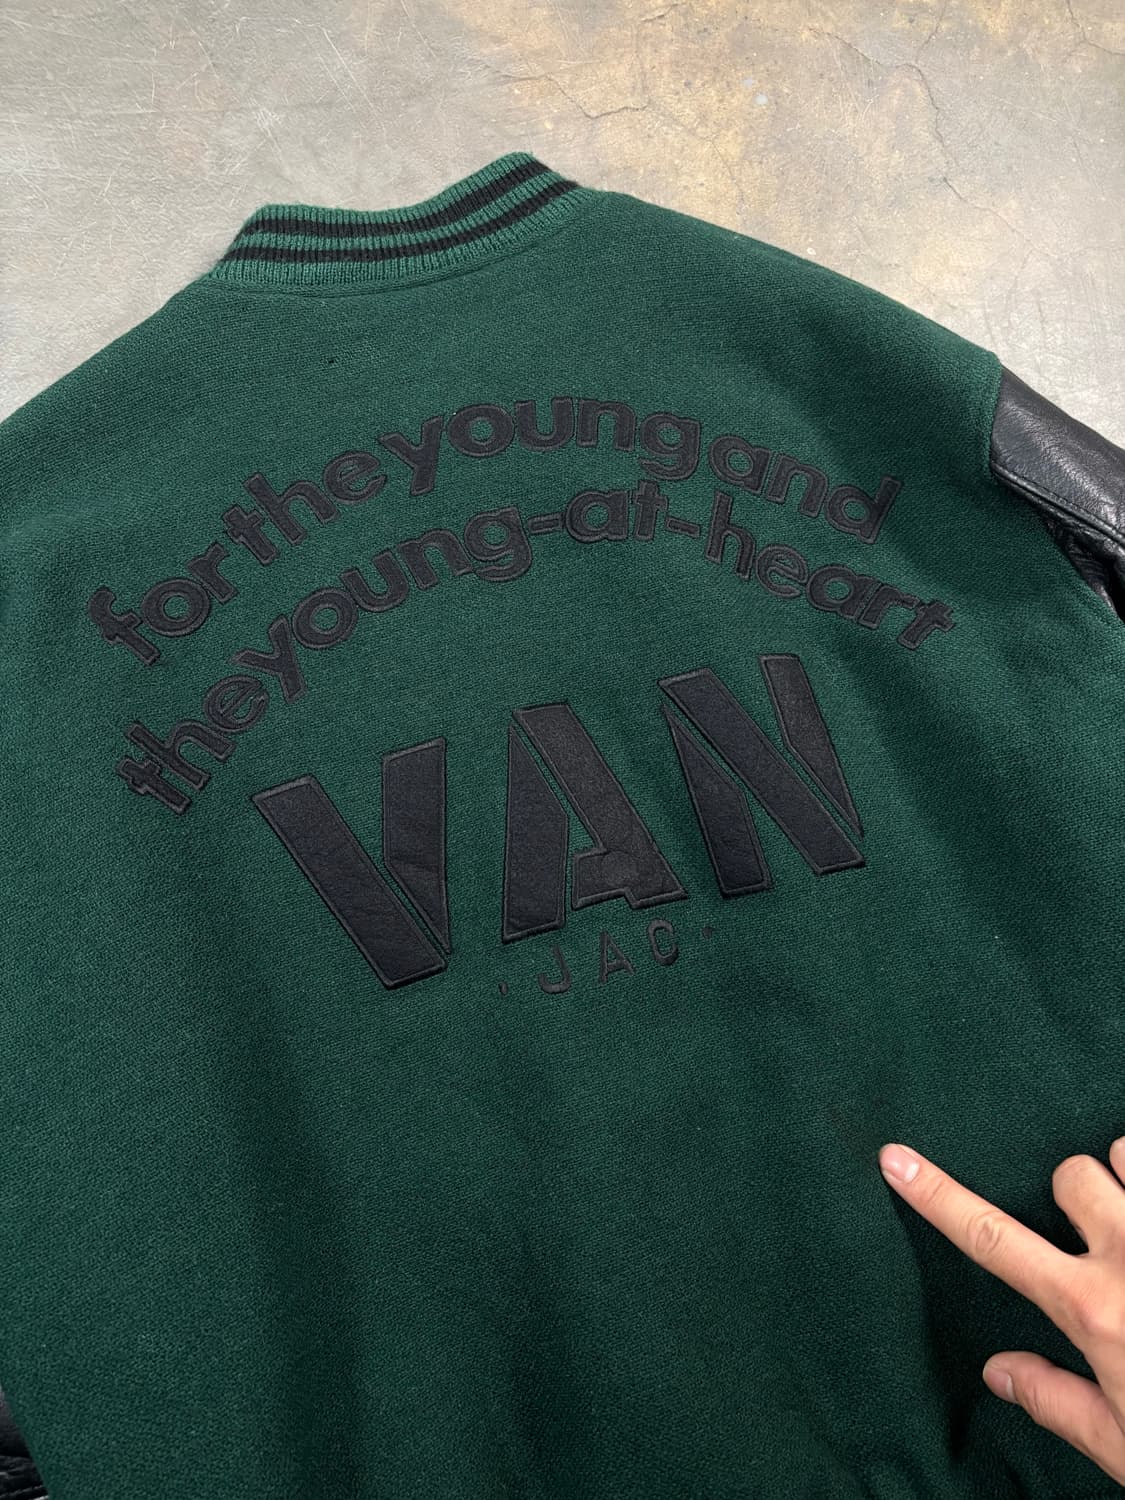 for the young and
the young-at-heart
VAN
·JAC·